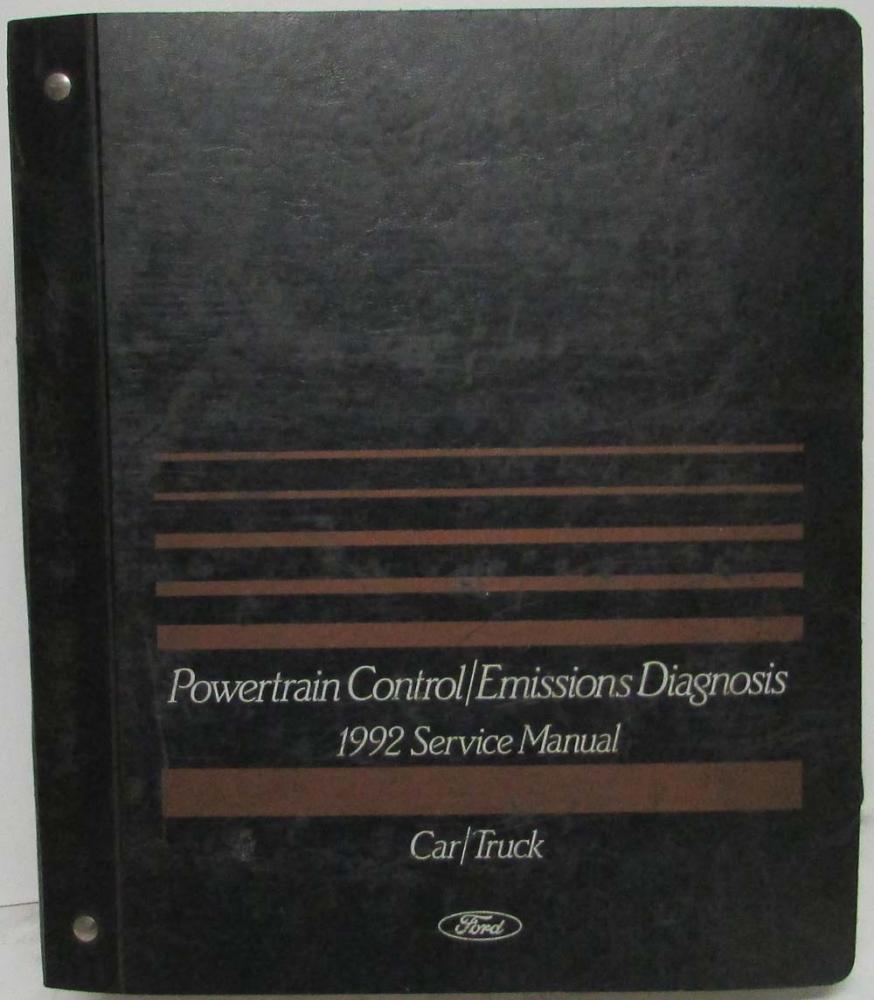 Powertrain Control/Emissions Diagnosis
1992 Service Manual
Car/Truck
Ford